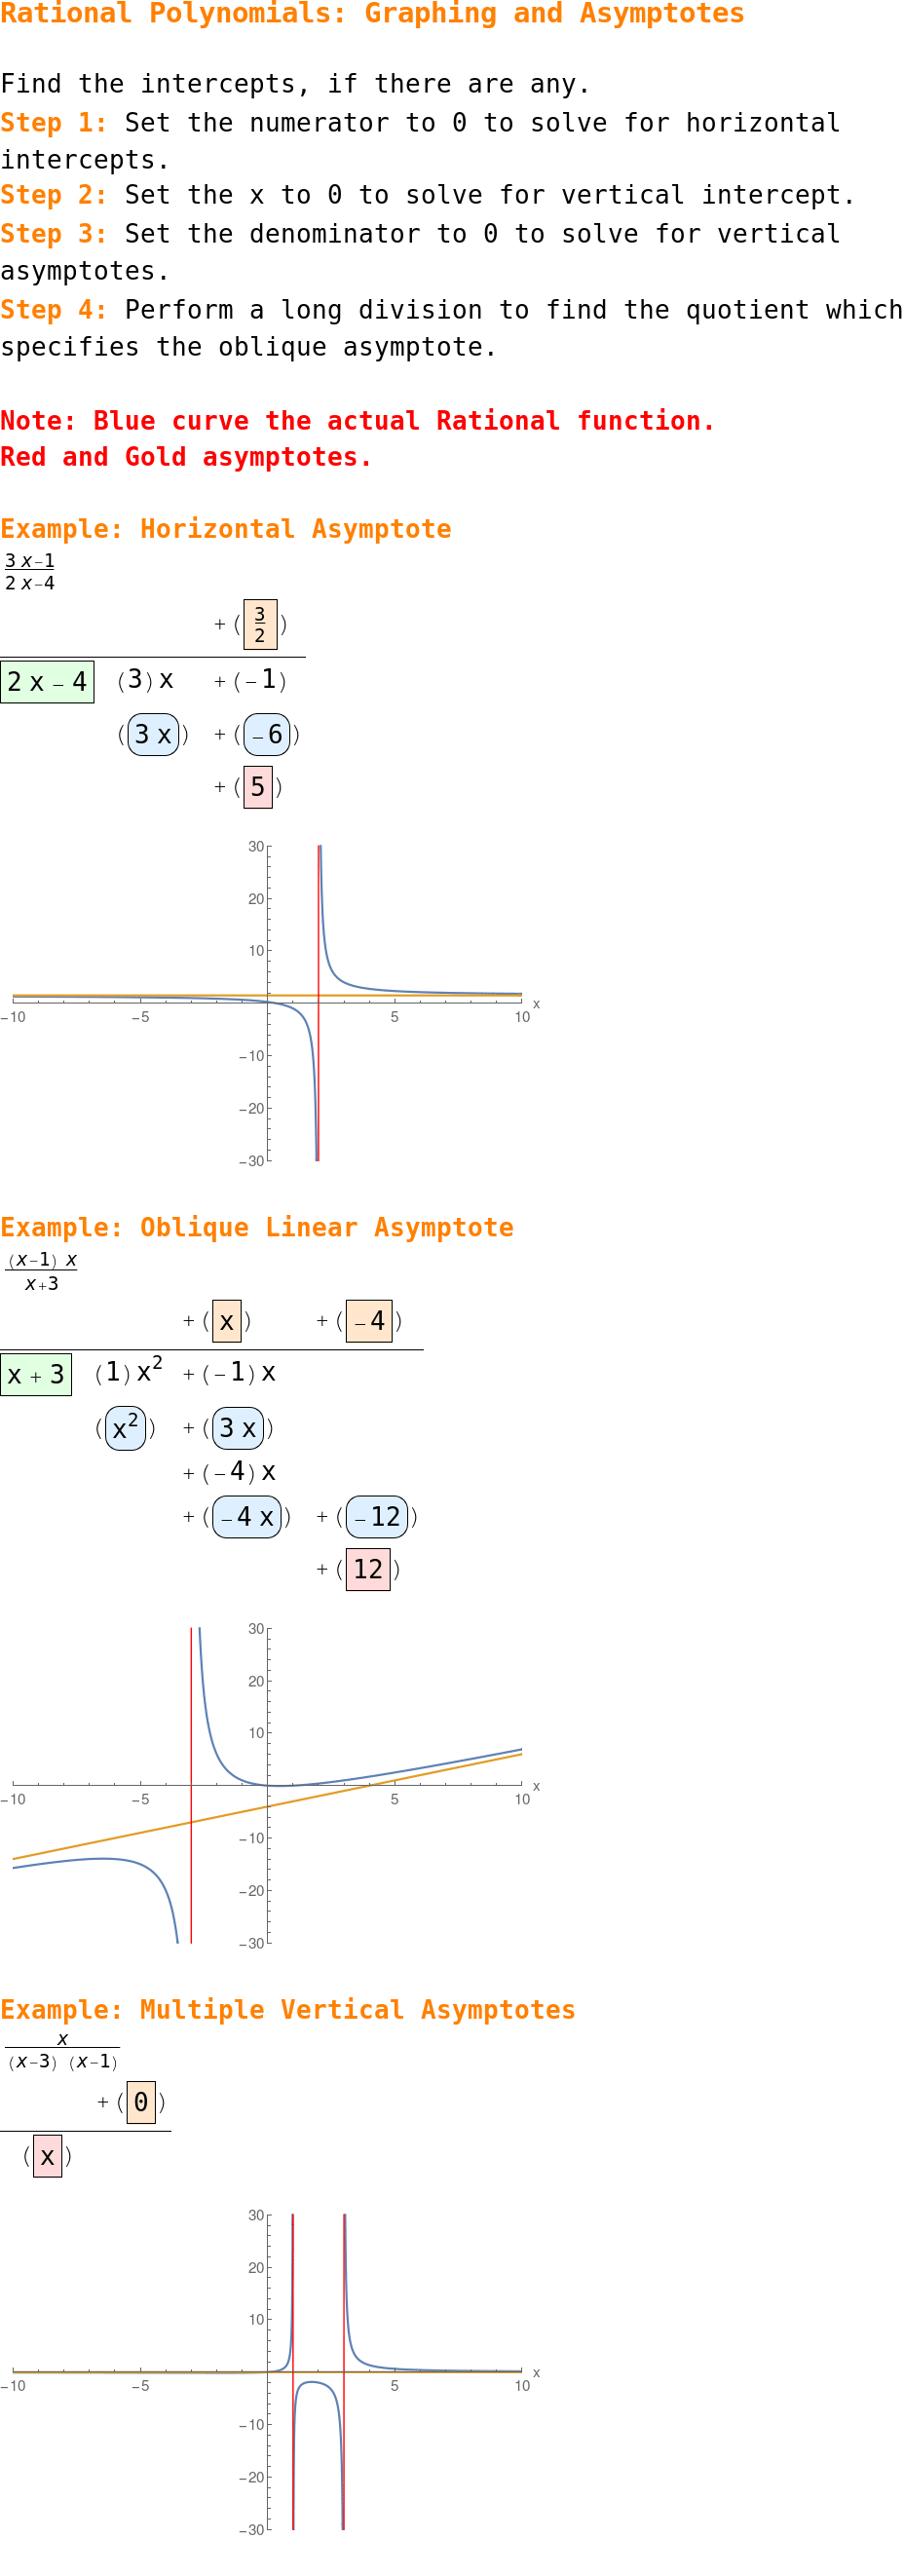 Rational Polynomials: Graphing and Asymptotes
Find the intercepts, if there are any.
Step 1: Set the numerator to 0 to solve for horizontal
intercepts.
Step 2: Set the x to 0 to solve for vertical intercept.
Step 3: Set the denominator to 0 to solve for vertical
asymptotes.
Step 4: Perform a long division to find the quotient which
specifies the oblique asymptote.
Note: Blue curve the actual Rational function.
Red and Gold asymptotes.
Example: Horizontal Asymptote
3 x−1
2 x−4
+ ( 3/2 )
2 x − 4 (3) x + (−1)
(3 x) + (−6)
+ (5)
30
20
10
−10 −5 5 10 x
−10
−20
−30
Example: Oblique Linear Asymptote
(x−1) x
x+3
+ (x) + (−4)
x + 3 (1) x² + (−1) x
(x²) + (3 x)
+ (−4) x
+ (−4 x) + (−12)
+ (12)
30
20
10
−10 −5 5 10 x
−10
−20
−30
Example: Multiple Vertical Asymptotes
x
(x−3) (x−1)
+ (0)
(x)
30
20
10
−10 −5 5 10 x
−10
−20
−30